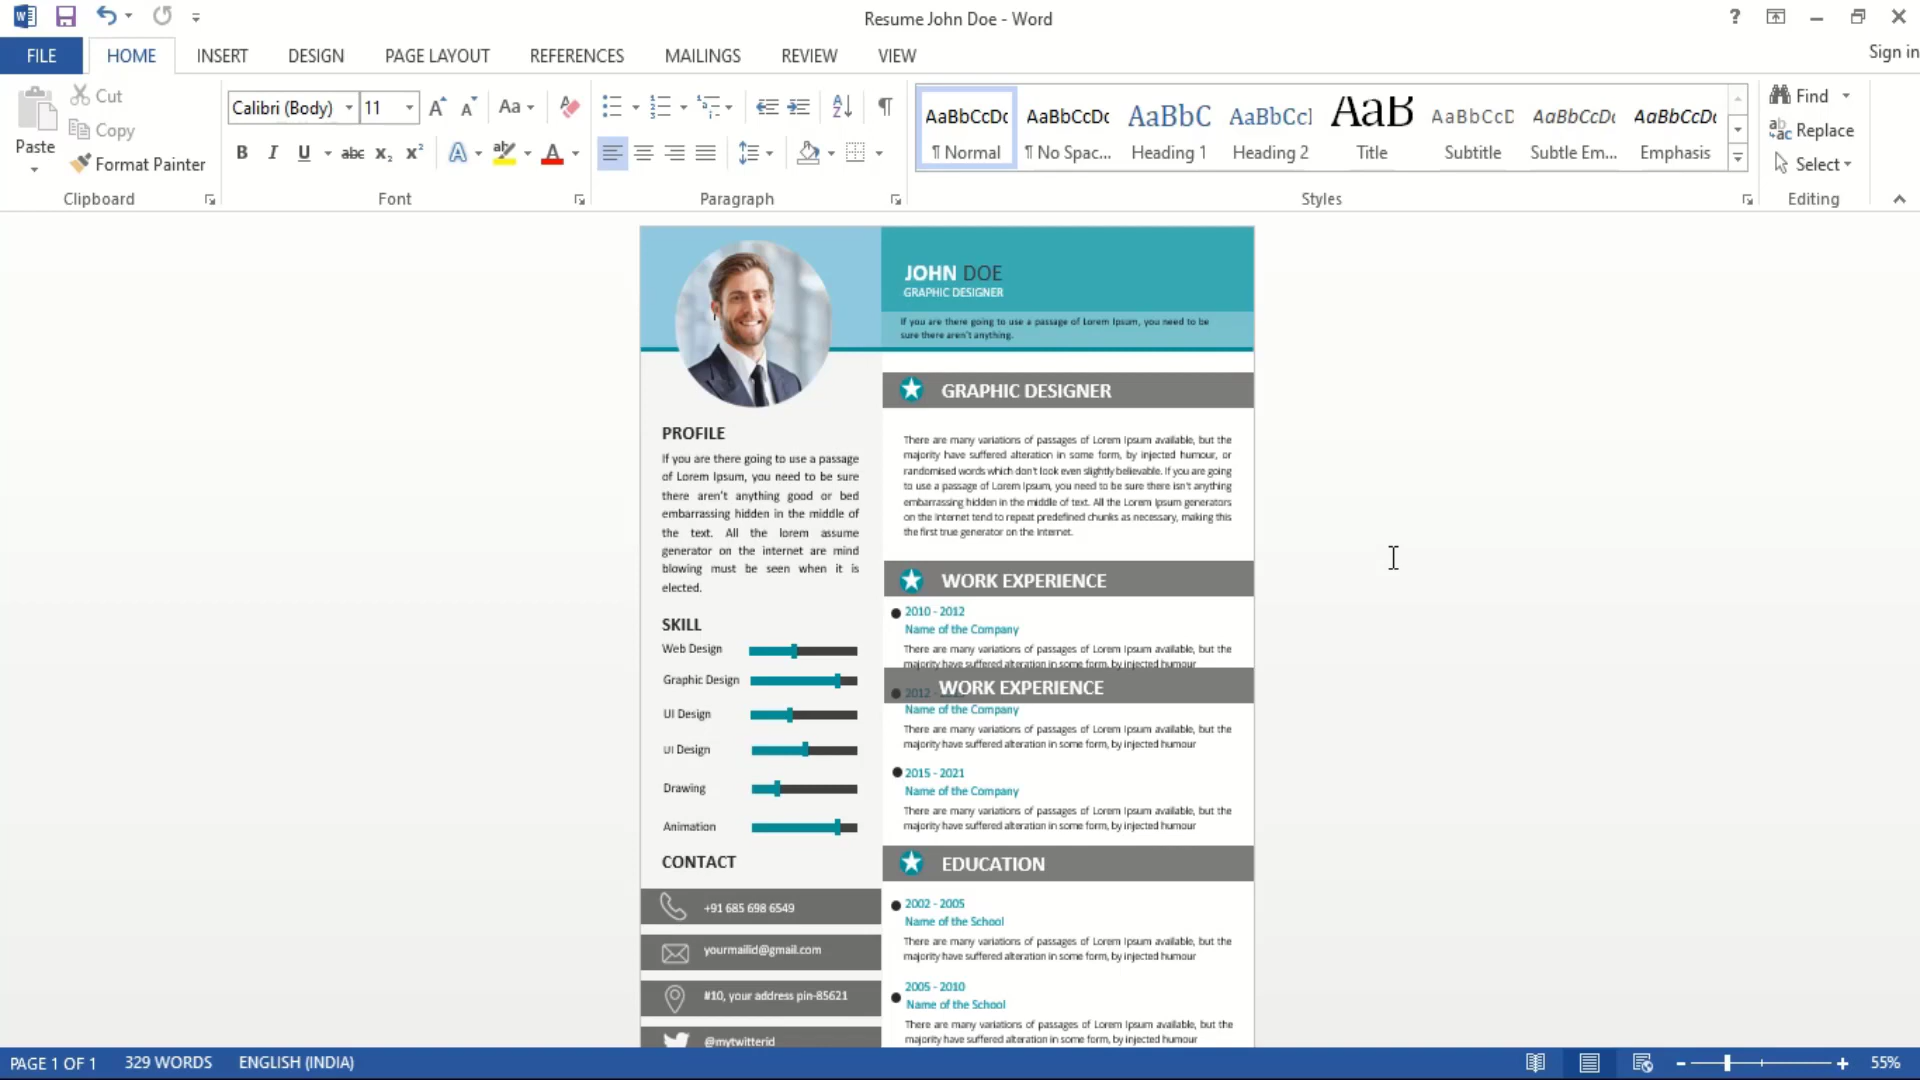 Resume John Doe - Word
?
Sign in
FILE
HOME
INSERT
DESIGN
PAGE LAYOUT
REFERENCES
MAILINGS
REVIEW
VIEW
Paste
Cut
Copy
Format Painter
Clipboard
Calibri (Body)
11
Aa
B I U abc X₂ X²
Font
Paragraph
AaBbCcDc
¶ Normal
AaBbCcDc
¶ No Spac...
AaBbC
Heading 1
AaBbCcl
Heading 2
AaB
Title
AaBbCcD
Subtitle
AaBbCcDc
Subtle Em...
AaBbCcDc
Emphasis
Styles
Find
Replace
Select
Editing
JOHN DOE
GRAPHIC DESIGNER
If you are there going to use a passage of Lorem Ipsum, you need to be
sure there aren't anything.
PROFILE
If you are there going to use a passage
of Lorem Ipsum, you need to be sure
there aren't anything good or bed
embarrassing hidden in the middle of
the text. All the lorem assume
generator on the internet are mind
blowing must be seen when it is
elected.
SKILL
Web Design
Graphic Design
UI Design
UI Design
Drawing
Animation
CONTACT
+91 685 698 6549
yourmailid@gmail.com
#10, your address pin-85621
@mytwitterid
GRAPHIC DESIGNER
There are many variations of passages of Lorem Ipsum available, but the
majority have suffered alteration in some form, by injected humour, or
randomised words which don't look even slightly believable. If you are going
to use a passage of Lorem Ipsum, you need to be sure there isn't anything
embarrassing hidden in the middle of text. All the Lorem Ipsum generators
on the Internet tend to repeat predefined chunks as necessary, making this
the first true generator on the Internet.
WORK EXPERIENCE
2010 - 2012
Name of the Company
There are many variations of passages of Lorem Ipsum available, but the
majority have suffered alteration in some form, by injected humour
WORK EXPERIENCE
2012 -
Name of the Company
There are many variations of passages of Lorem Ipsum available, but the
majority have suffered alteration in some form, by injected humour
2015 - 2021
Name of the Company
There are many variations of passages of Lorem Ipsum available, but the
majority have suffered alteration in some form, by injected humour
EDUCATION
2002 - 2005
Name of the School
There are many variations of passages of Lorem Ipsum available, but the
majority have suffered alteration in some form, by injected humour
2005 - 2010
Name of the School
There are many variations of passages of Lorem Ipsum available, but the
majority have suffered alteration in some form, by injected humour
PAGE 1 OF 1
329 WORDS
ENGLISH (INDIA)
55%